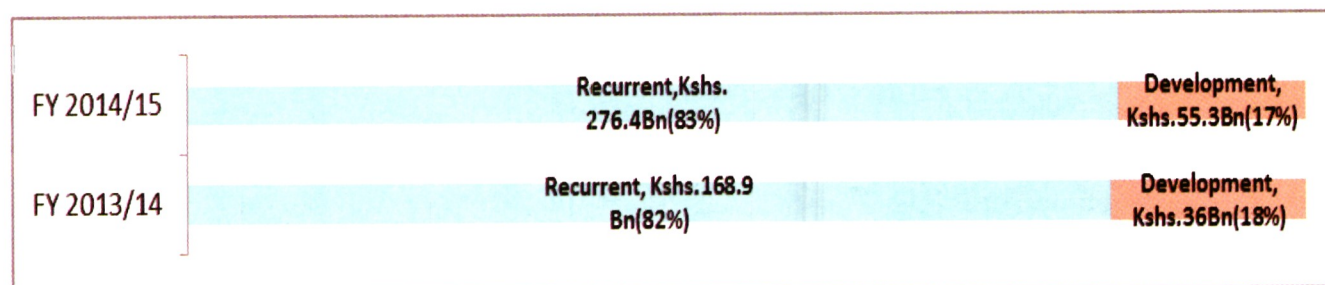 FY 2014/15
Recurrent,Kshs.
276.4Bn(83%)
Development,
Kshs.55.3Bn(17%)
FY 2013/14
Recurrent, Kshs.168.9
Bn(82%)
Development,
Kshs.36Bn(18%)